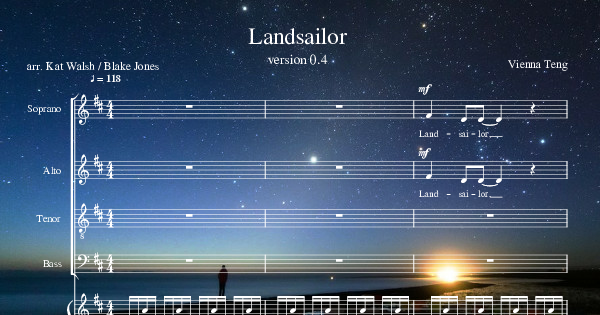 Landsailor
version 0.4
arr. Kat Walsh / Blake Jones
Vienna Teng
♩ = 118
mf
Soprano
Land - sai - lor
mf
Alto
Land - sai - lor
Tenor
8
Bass